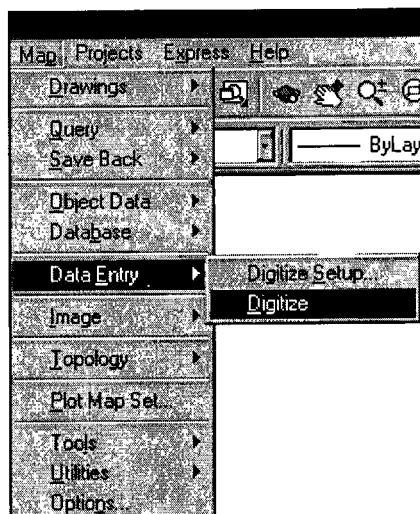 Map Projects Express Help
Drawings
ByLay
Query
Save Back
Object Data
Database
Data Entry
Digitize Setup...
Digitize
Image
Topology
Plot Map Set...
Tools
Utilities
Options...